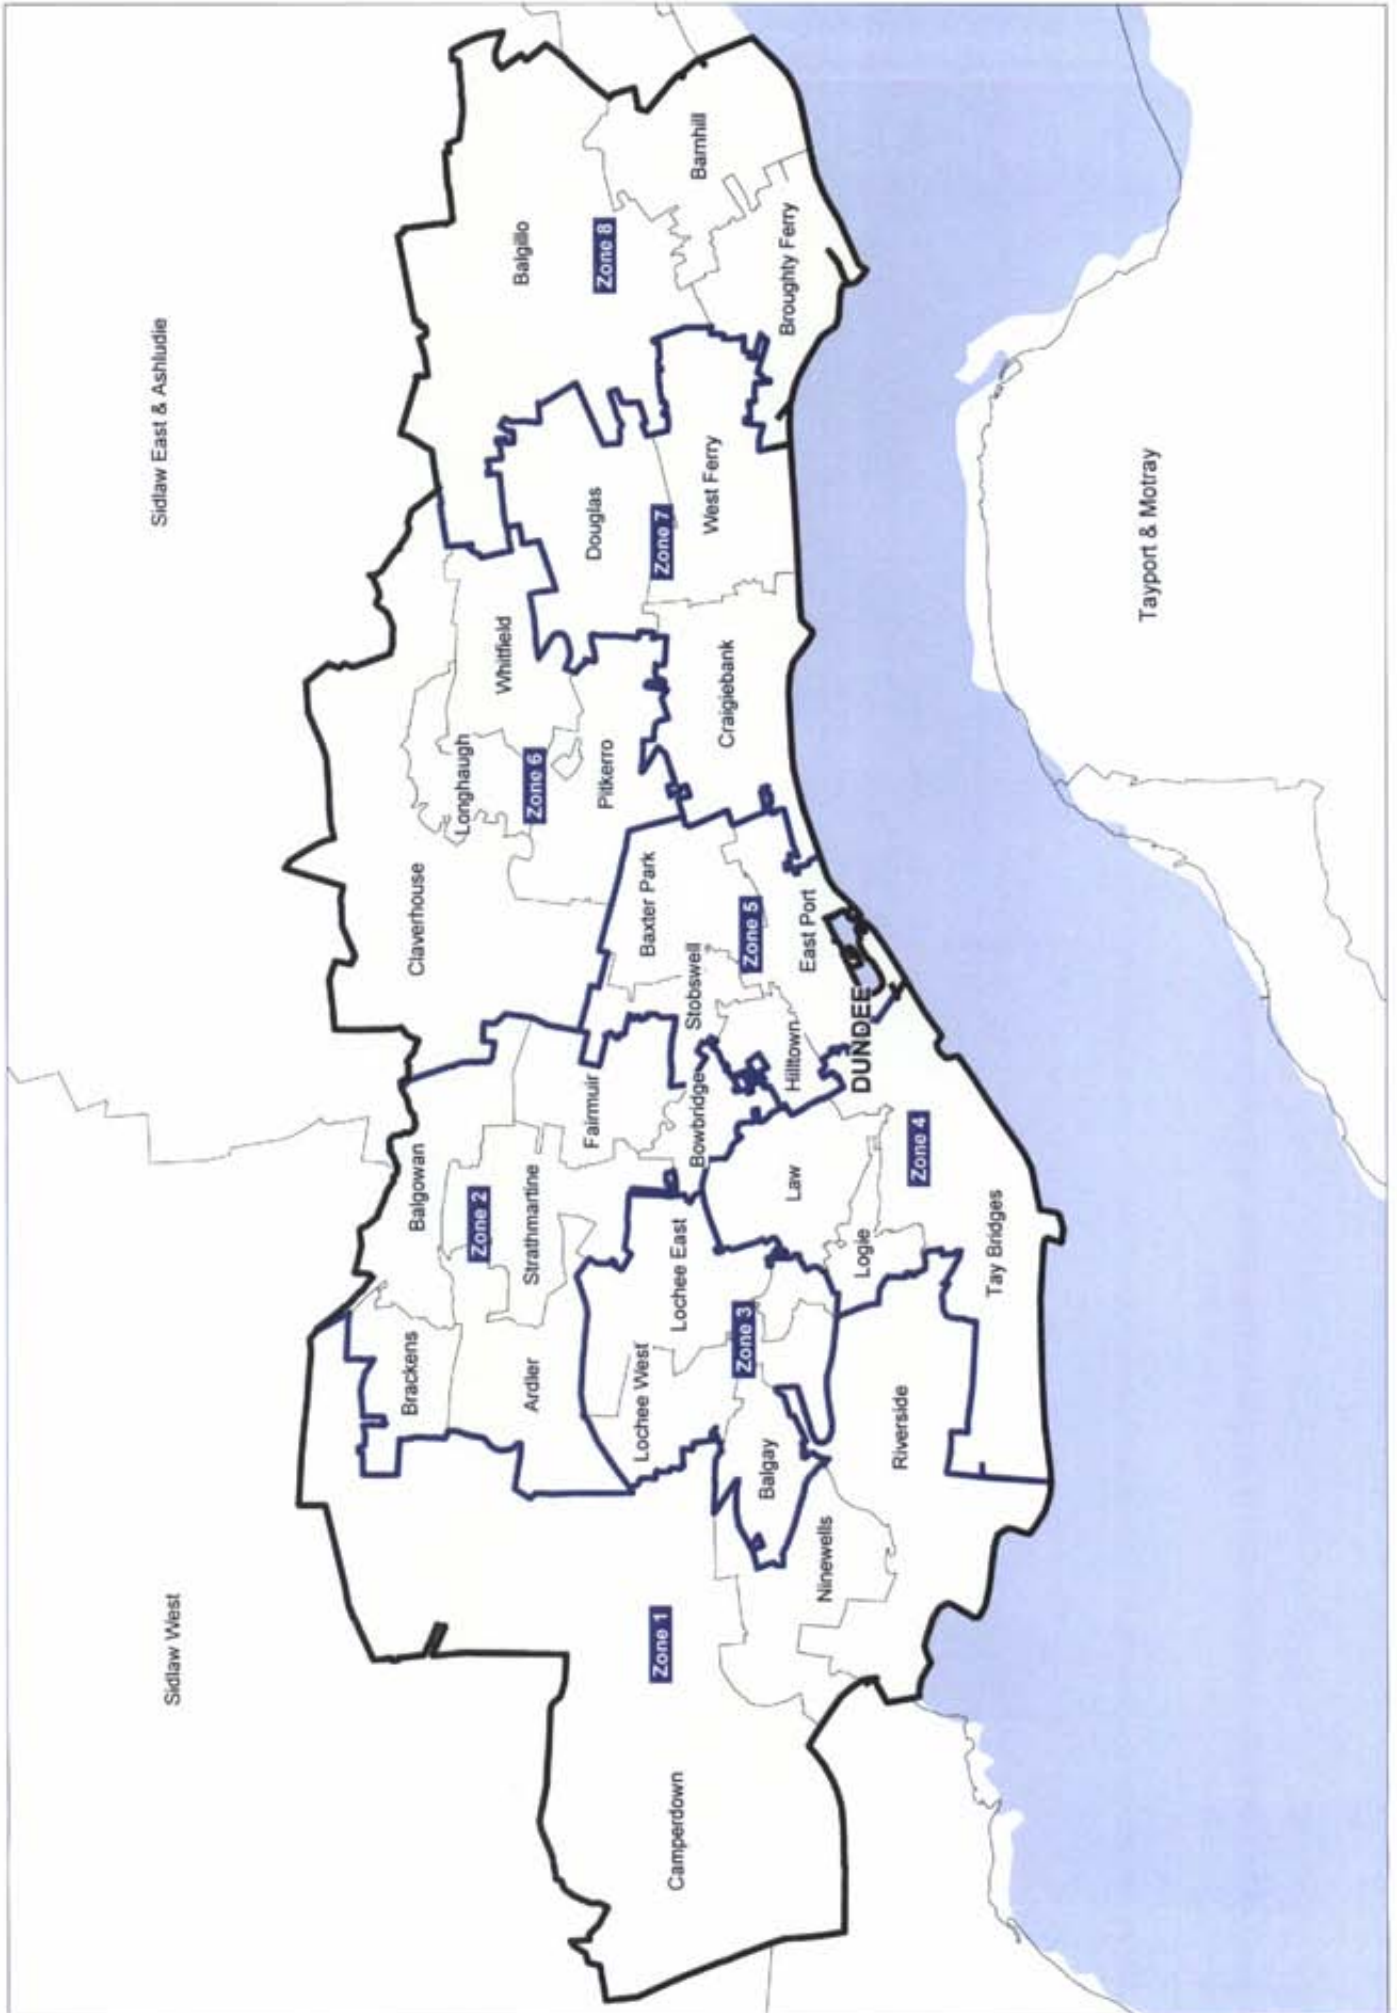 Sidlaw West
Sidlaw East & Ashludie
Brackens
Balgowan
Claverhouse
Longhaugh
Whitfield
Balgillo
Zone 2
Ardler
Strathmartine
Fairmuir
Zone 6
Pitkerro
Douglas
Zone 8
Camperdown
Zone 1
Lochee West
Lochee East
Bowbridge
Stobswell
Baxter Park
Zone 7
West Ferry
Barnhill
Zone 3
Balgay
Law
Hilltown
Zone 5
East Port
Craigiebank
Broughty Ferry
Ninewells
Riverside
Logie
Zone 4
DUNDEE
Tay Bridges
Tayport & Motray